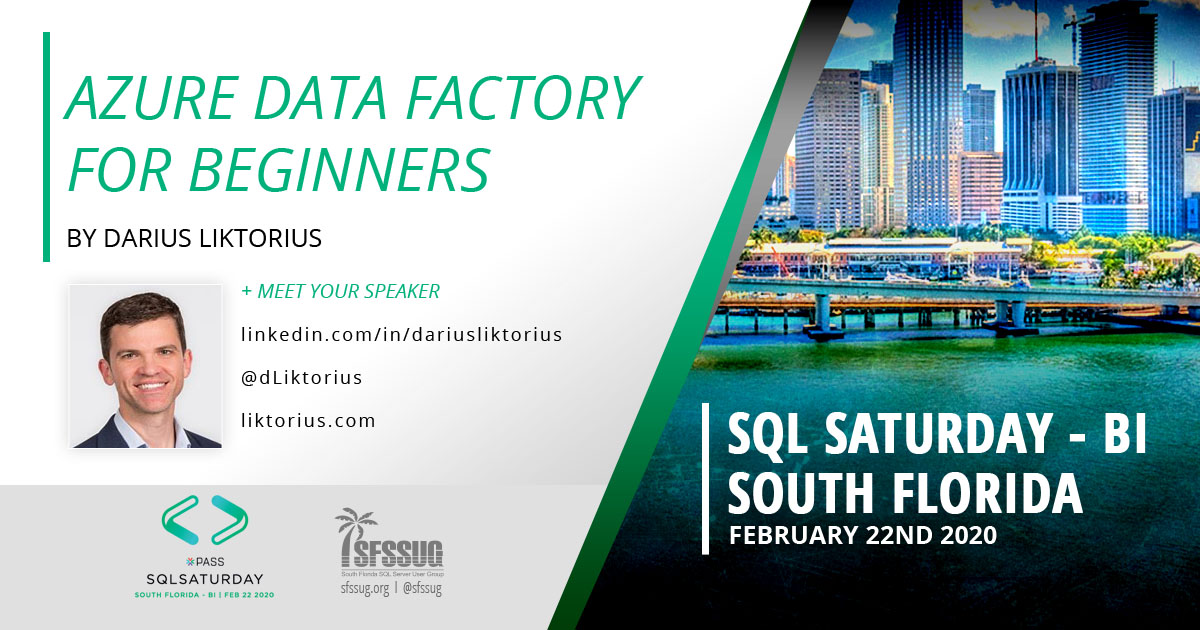 AZURE DATA FACTORY
FOR BEGINNERS
BY DARIUS LIKTORIUS
+ MEET YOUR SPEAKER
linkedin.com/in/dariusliktorius
@dLiktorius
liktorius.com
SQL SATURDAY - BI
SOUTH FLORIDA
FEBRUARY 22ND 2020
PASS
SQLSATURDAY
SOUTH FLORIDA - BI | FEB 22 2020
SFSSUG
South Florida SQL Server User Group
sfssug.org | @sfssug